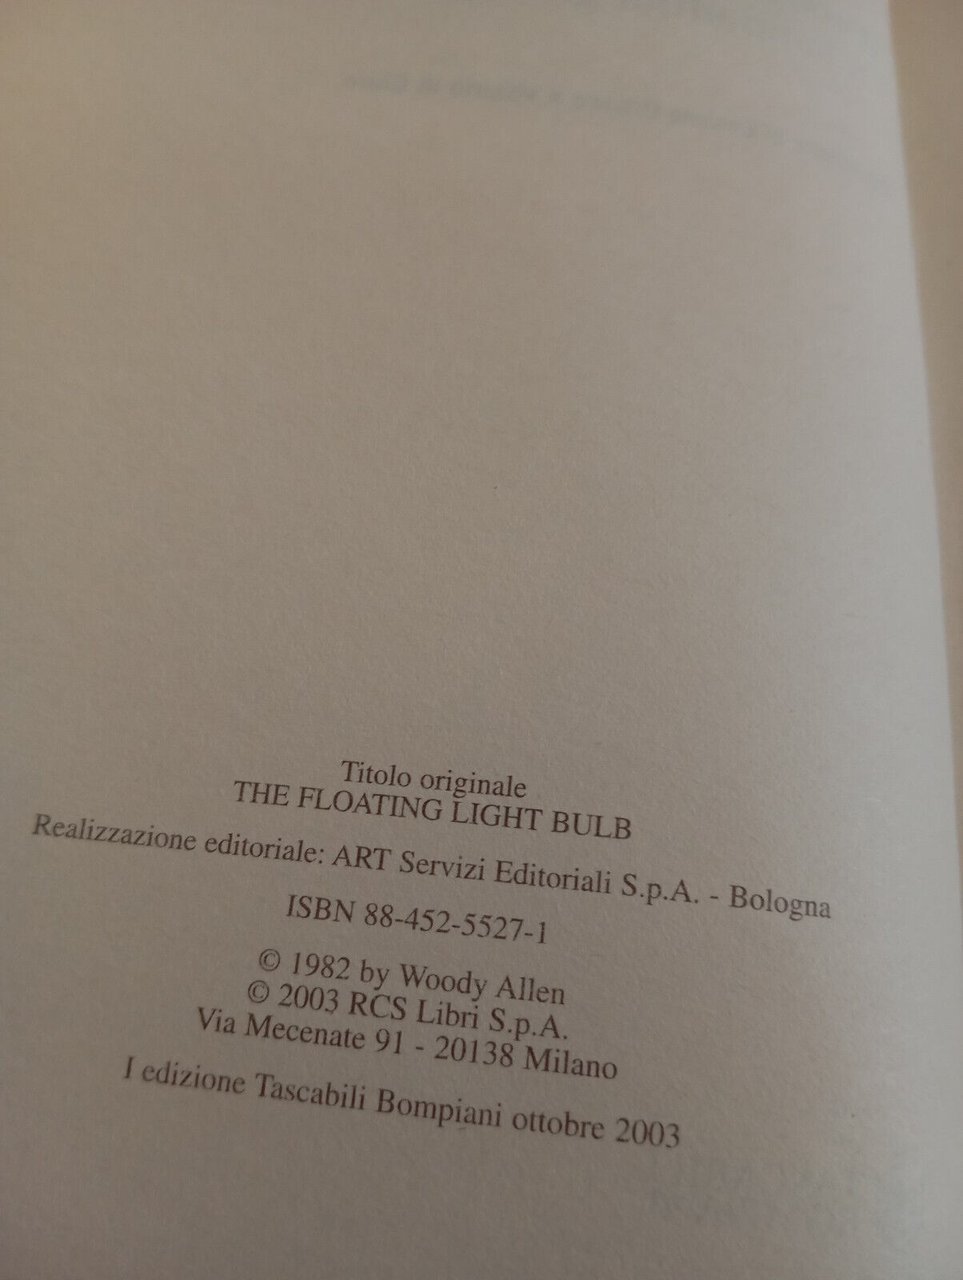 Titolo originale
THE FLOATING LIGHT BULB
Realizzazione editoriale: ART Servizi Editoriali S.p.A. - Bologna
ISBN 88-452-5527-1
© 1982 by Woody Allen
© 2003 RCS Libri S.p.A.
Via Mecenate 91 - 20138 Milano
I edizione Tascabili Bompiani ottobre 2003